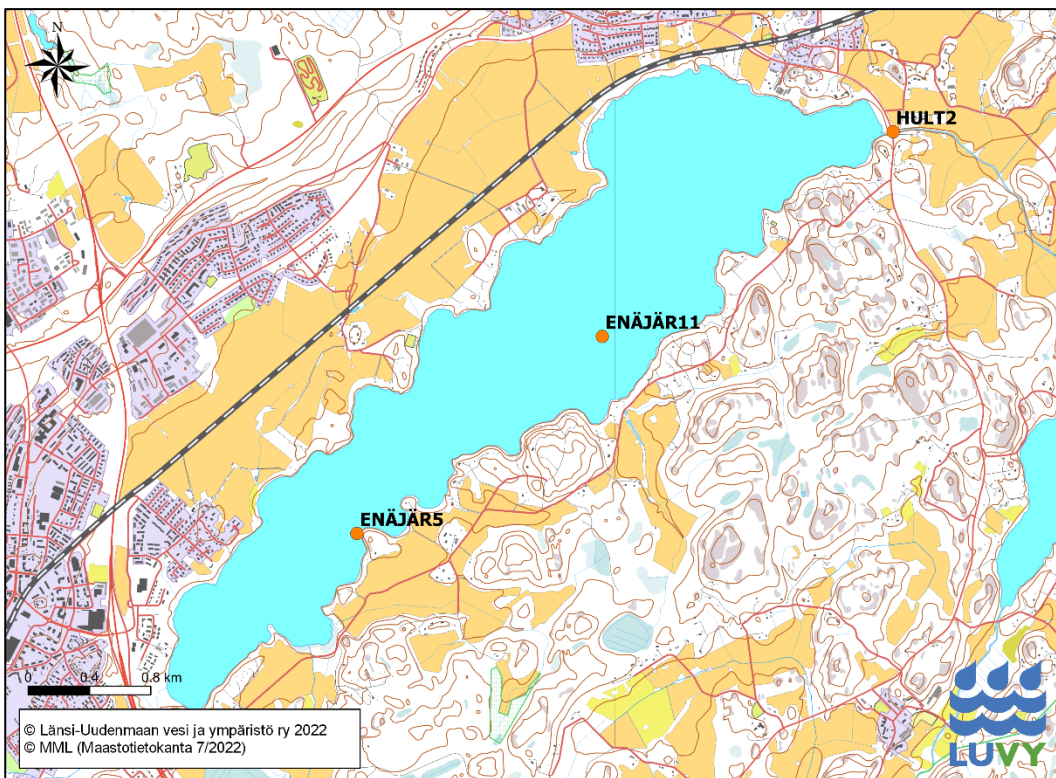 N
HULT2
ENÄJÄR11
ENÄJÄR5
0 0.4 0.8 km
© Länsi-Uudenmaan vesi ja ympäristö ry 2022
© MML (Maastotietokanta 7/2022)
LUVY